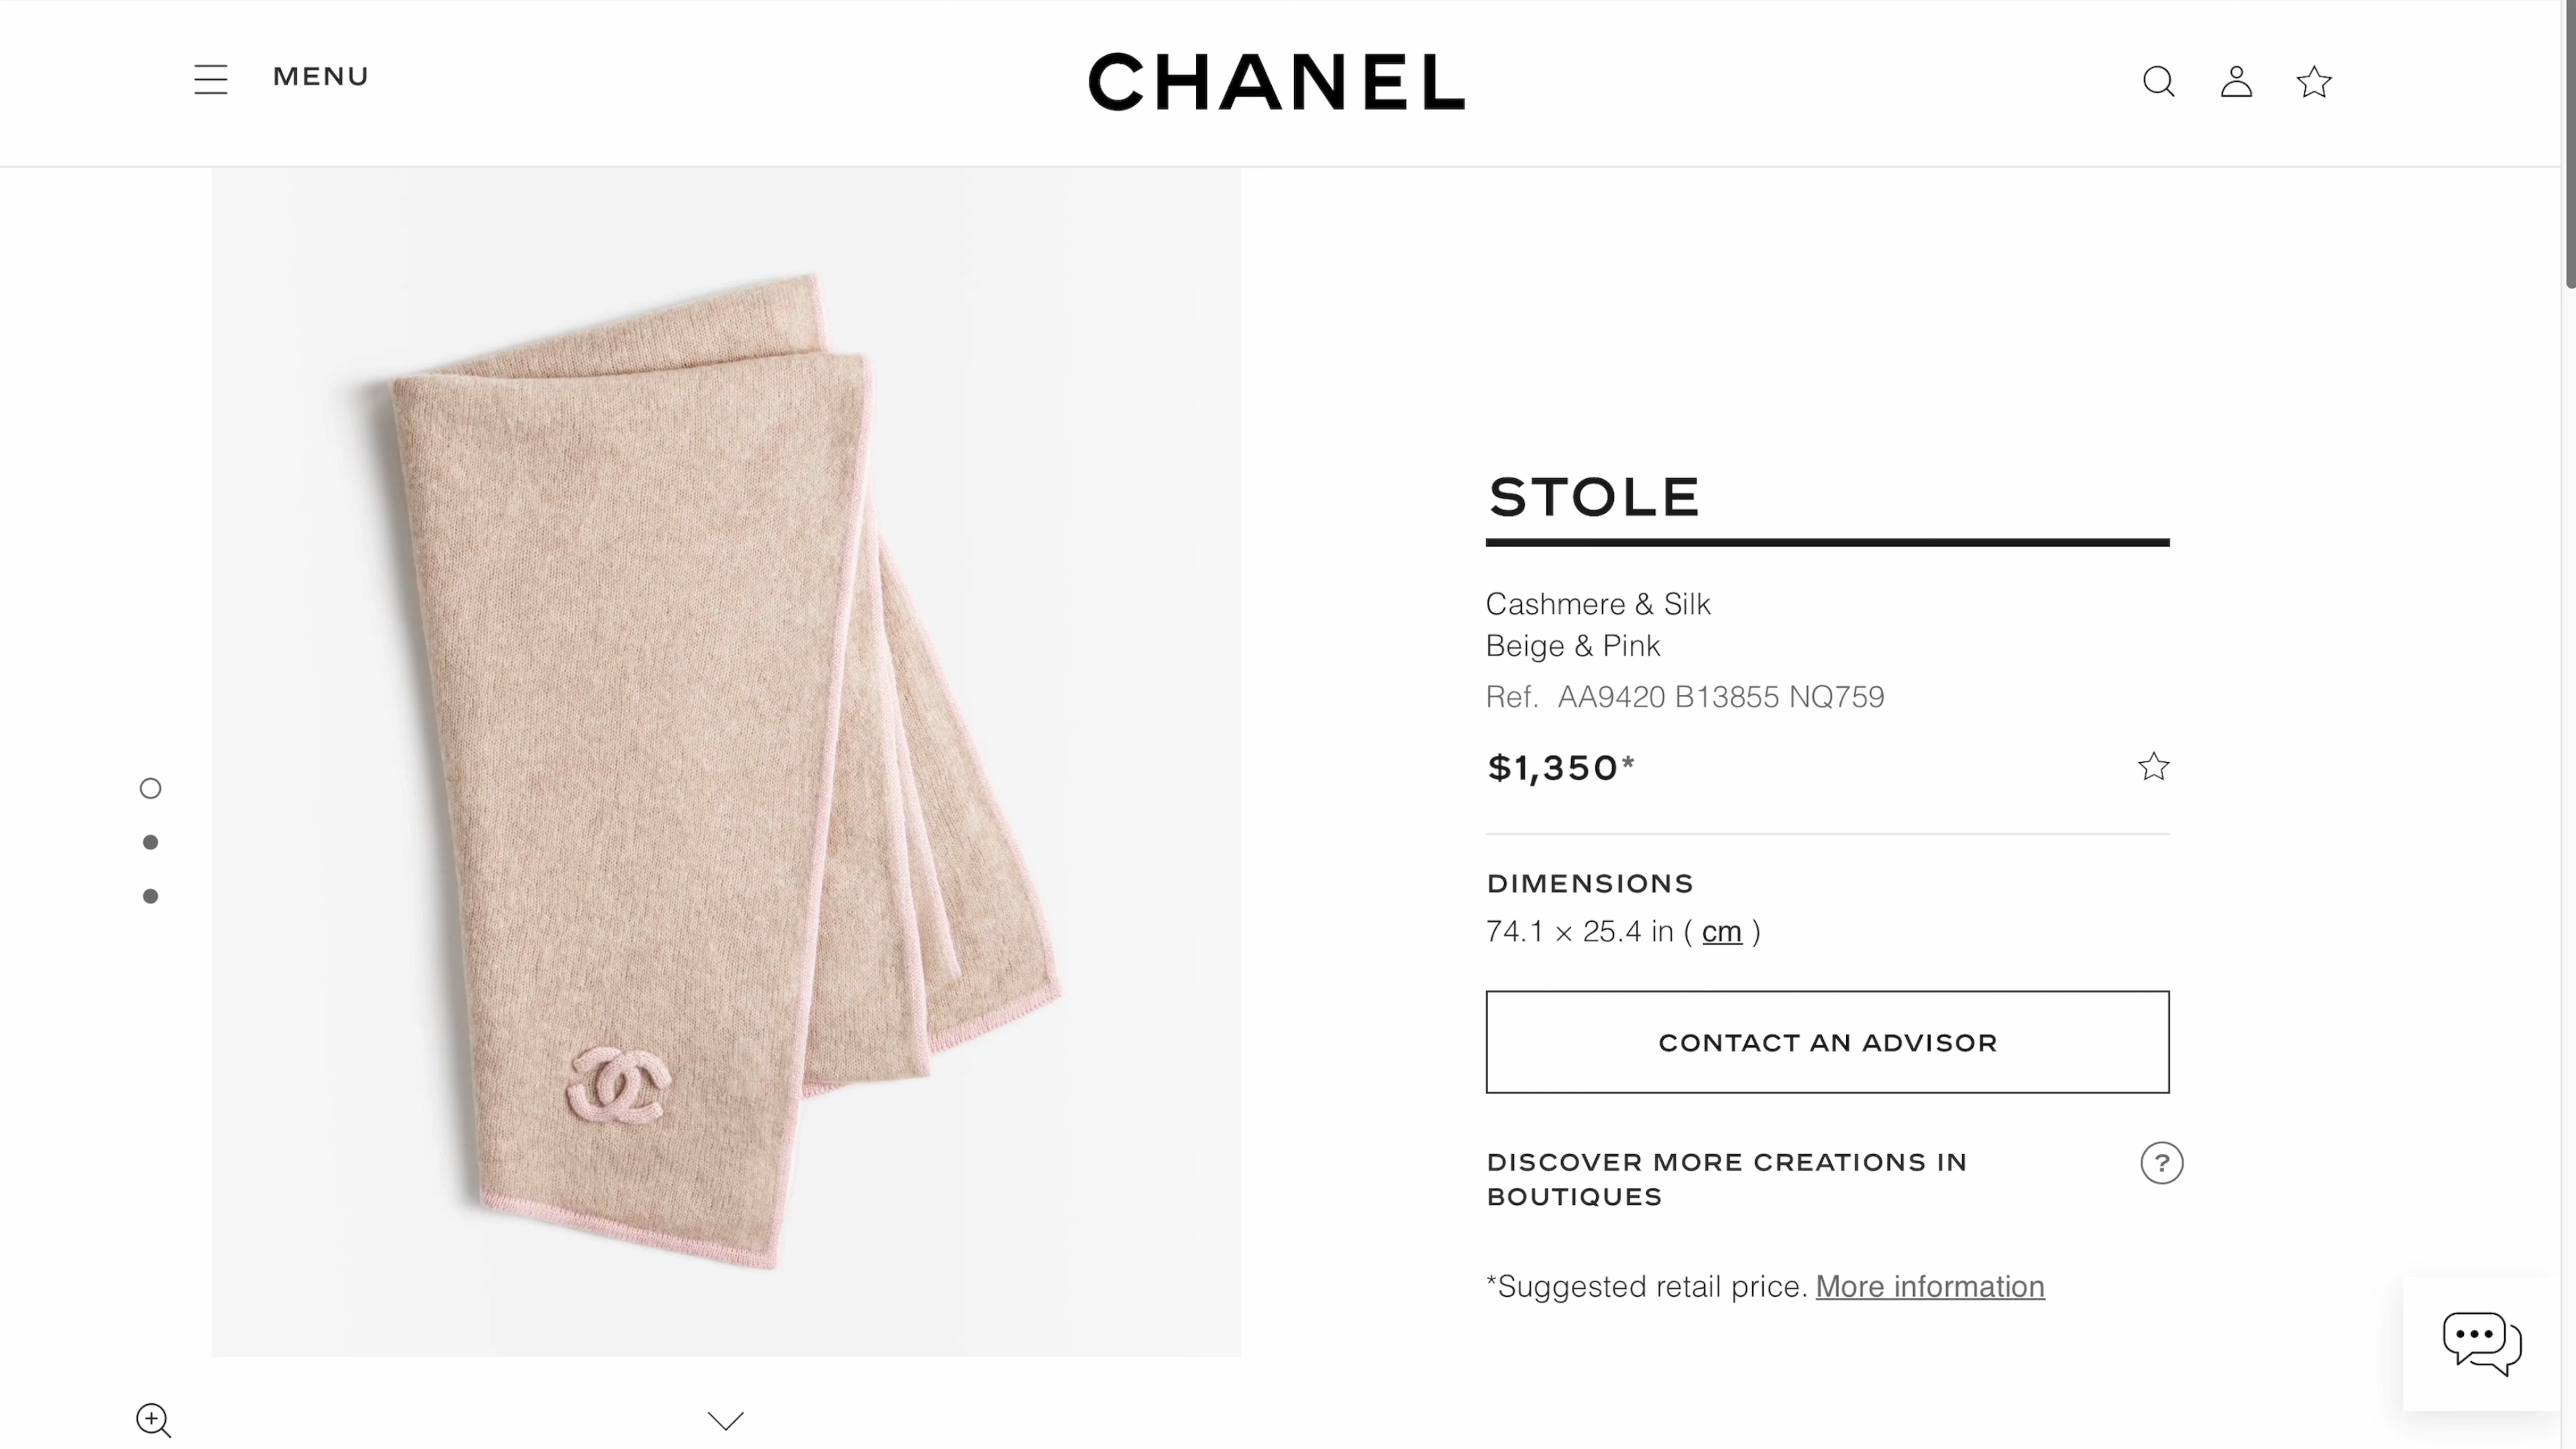 MENU
CHANEL
STOLE
Cashmere & Silk
Beige & Pink
Ref. AA9420 B13855 NQ759
$1,350*
DIMENSIONS
74.1 × 25.4 in ( cm )
CONTACT AN ADVISOR
DISCOVER MORE CREATIONS IN
BOUTIQUES
?
*Suggested retail price. More information